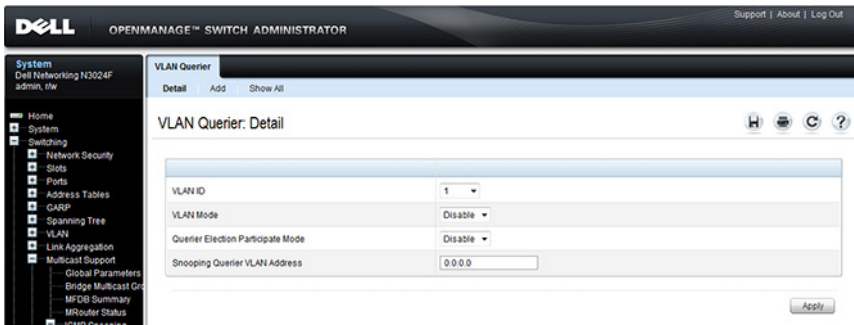 Support | About | Log Out
DELL OPENMANAGE™ SWITCH ADMINISTRATOR
System
Dell Networking N3024F
admin, r/w
Home
System
Switching
Network Security
Slots
Ports
Address Tables
GARP
Spanning Tree
VLAN
Link Aggregation
Multicast Support
Global Parameters
Bridge Multicast Gro
MFDB Summary
MRouter Status
IGMP Snooping
VLAN Querier
Detail Add Show All
VLAN Querier: Detail
VLAN ID 1
VLAN Mode Disable
Querier Election Participate Mode Disable
Snooping Querier VLAN Address 0.0.0.0
Apply